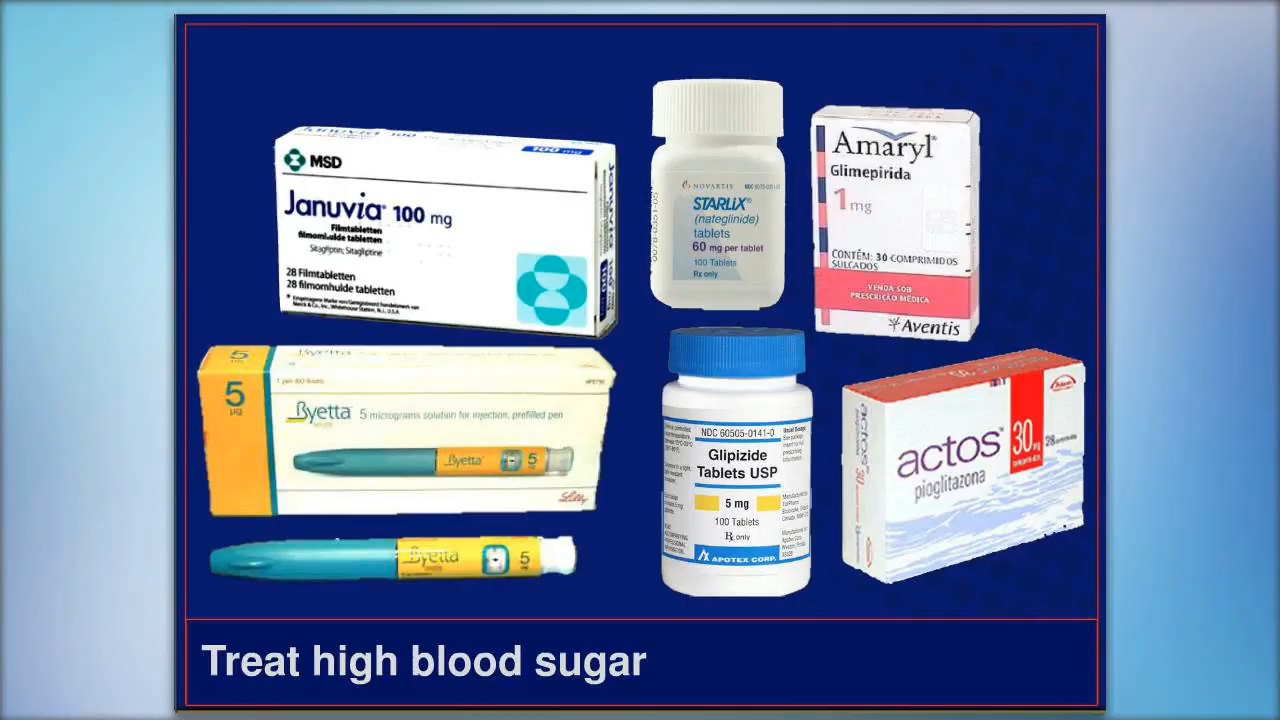 MSD
Januvia® 100 mg
Filmtabletten
filmomhulde tabletten
Sitagliptin; Sitagliptine
28 Filmtabletten
28 filmomhulde tabletten
NOVARTIS
STARLIX®
(nateglinide)
tablets
60 mg per tablet
100 Tablets
Rx only
Amaryl®
Glimepirida
1 mg
CONTÉM: 30 COMPRIMIDOS
SULCADOS
VENDA SOB
PRESCRIÇÃO MÉDICA
Aventis
5
µg
Byetta 5 micrograms solution for injection, prefilled pen
Byetta 5
Lilly
Byetta 5
NDC 60505-0141-0
Glipizide
Tablets USP
5 mg
100 Tablets
Rx only
APOTEX CORP.
actos™ 30 mg
pioglitazona
Treat high blood sugar